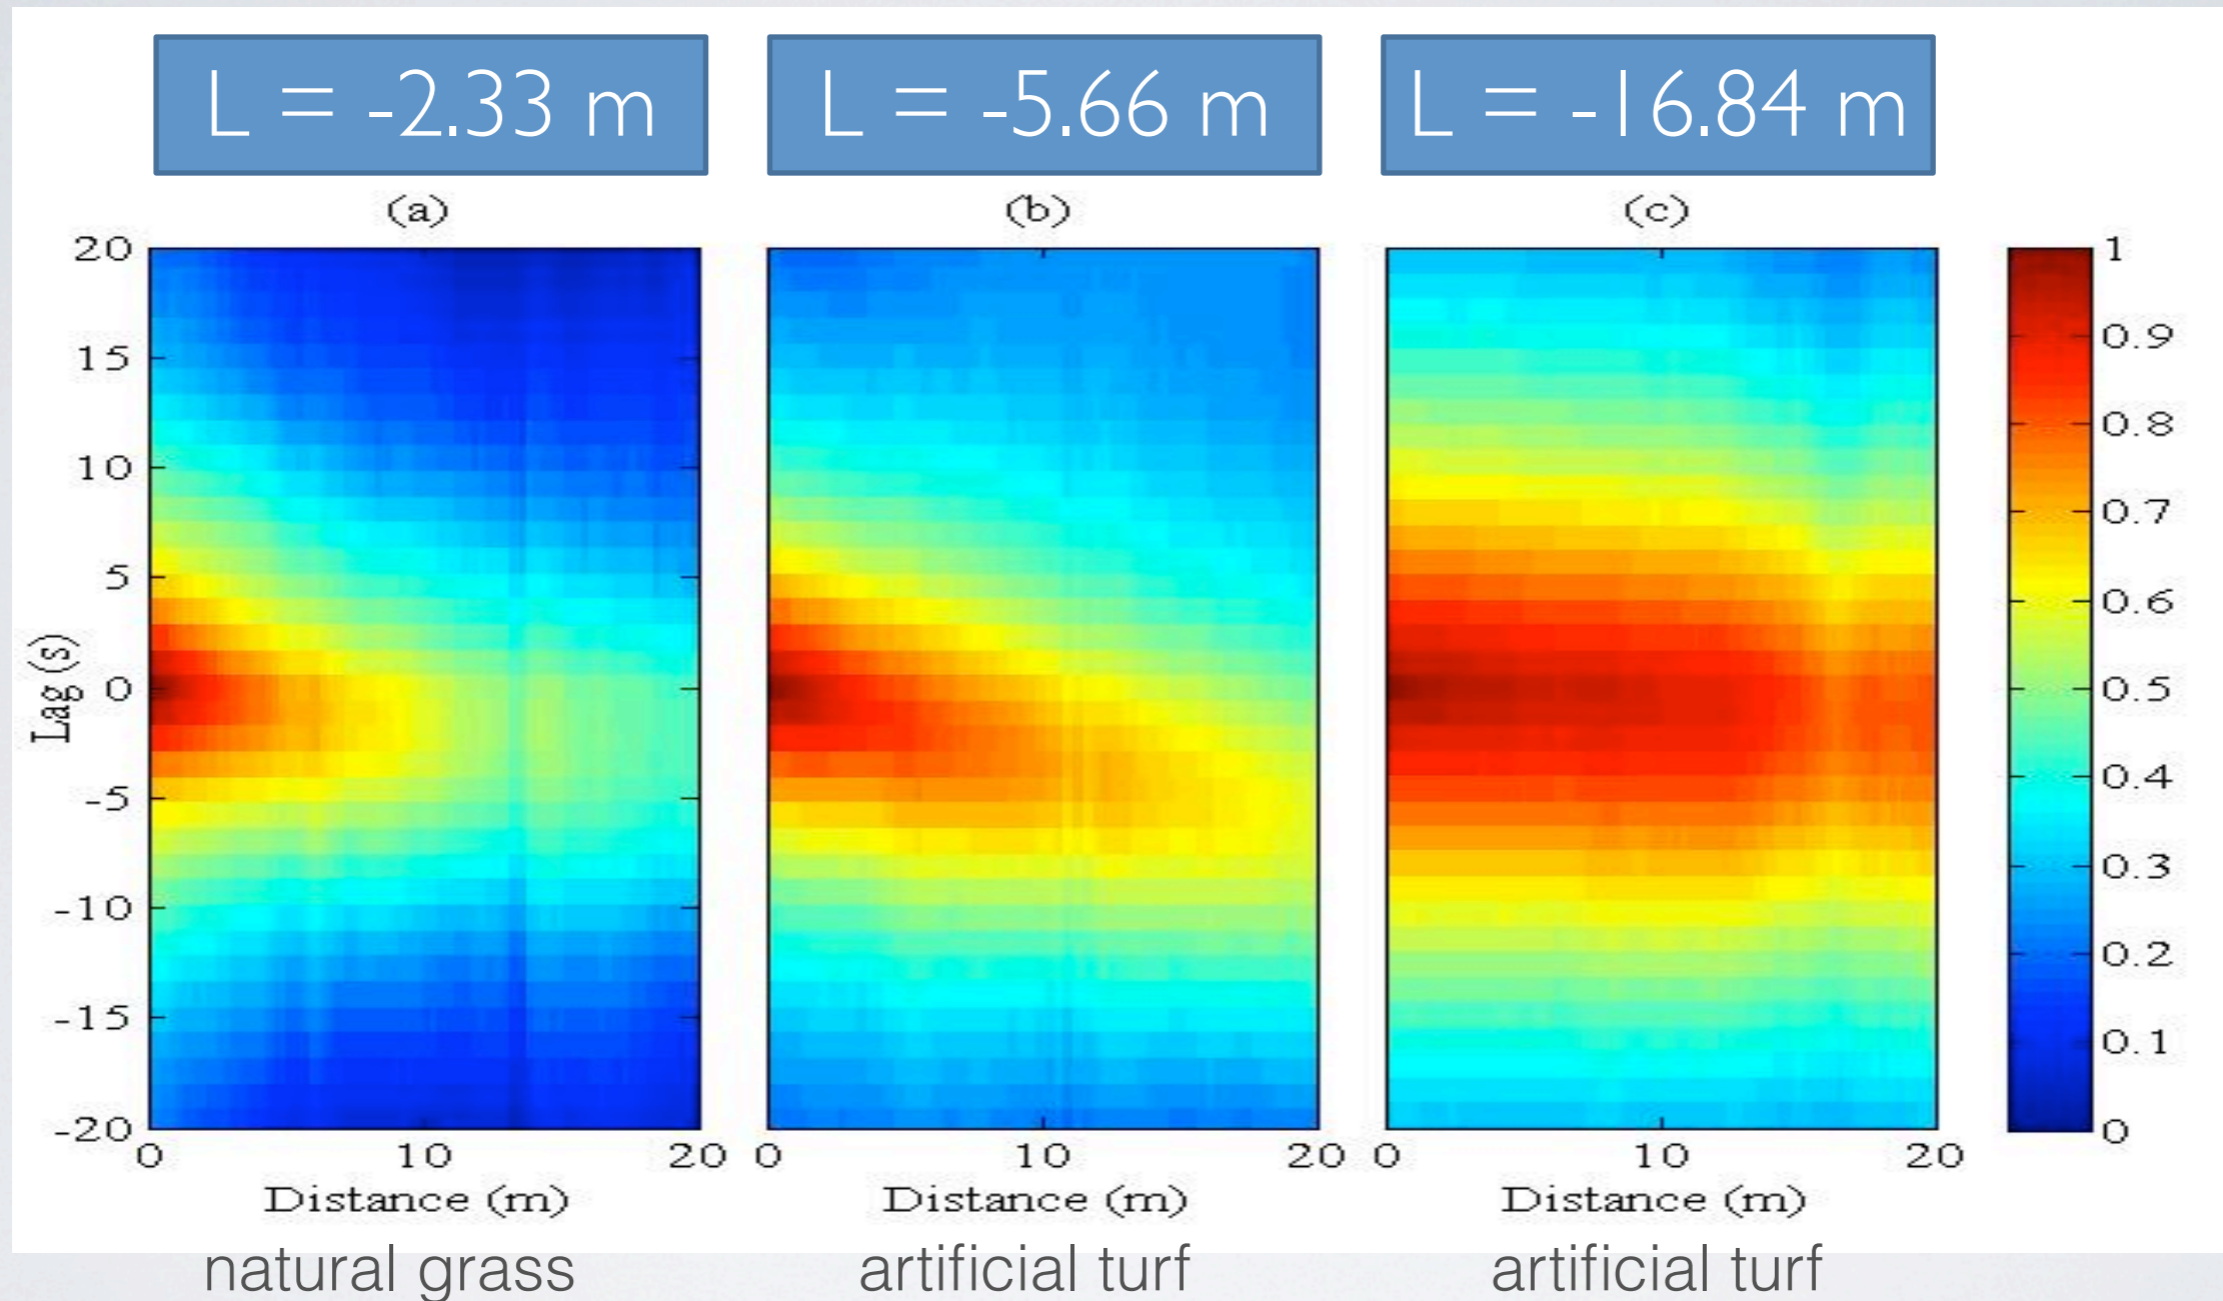 L = -2.33 m
L = -5.66 m
L = -16.84 m
(a)
(b)
(c)
20
15
10
5
0
-5
-10
-15
-20
Lag (s)
0 10 20
0 10 20
0 10 20
1
0.9
0.8
0.7
0.6
0.5
0.4
0.3
0.2
0.1
0
Distance (m)
Distance (m)
Distance (m)
natural grass
artificial turf
artificial turf